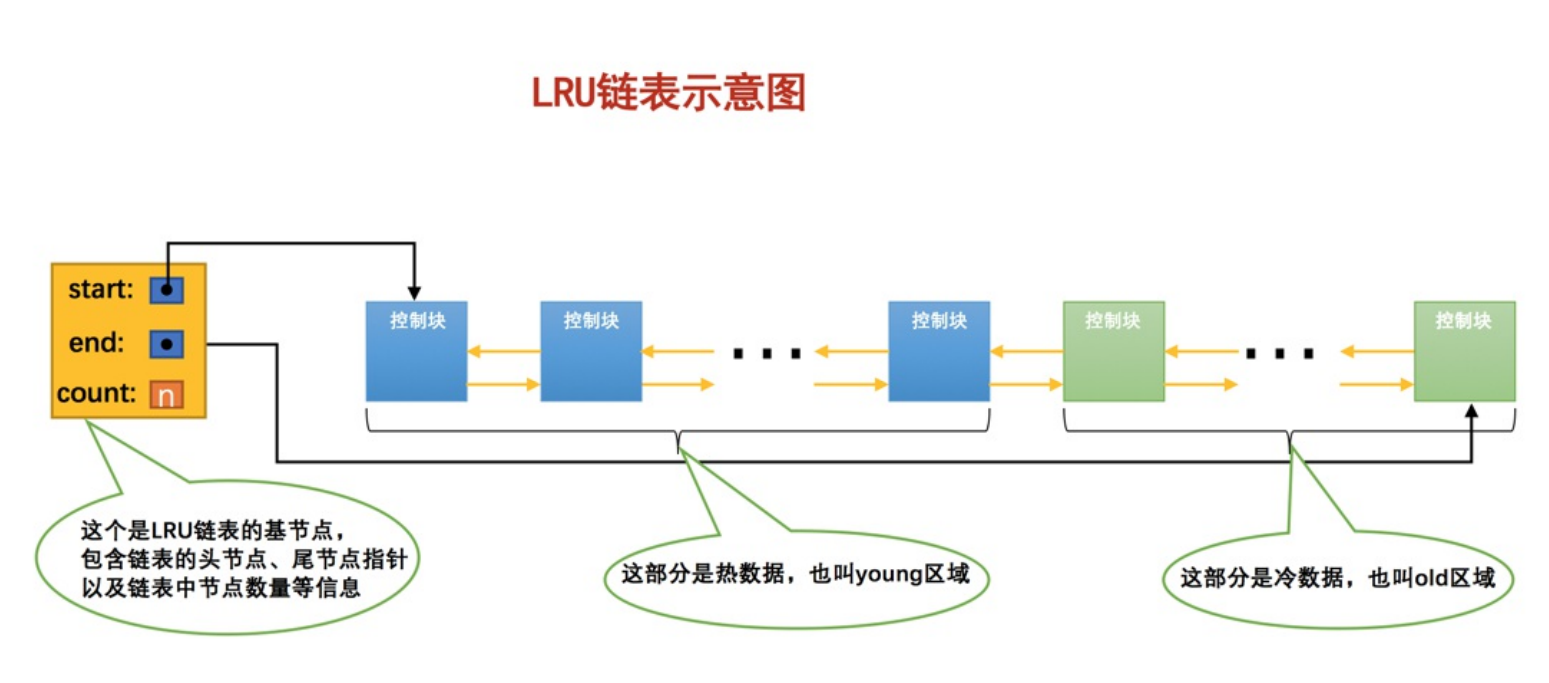 LRU链表示意图
start:
end:
count: n
控制块
控制块
控制块
控制块
控制块
这个是LRU链表的基节点，
包含链表的头节点、尾节点指针
以及链表中节点数量等信息
这部分是热数据，也叫young区域
这部分是冷数据，也叫old区域